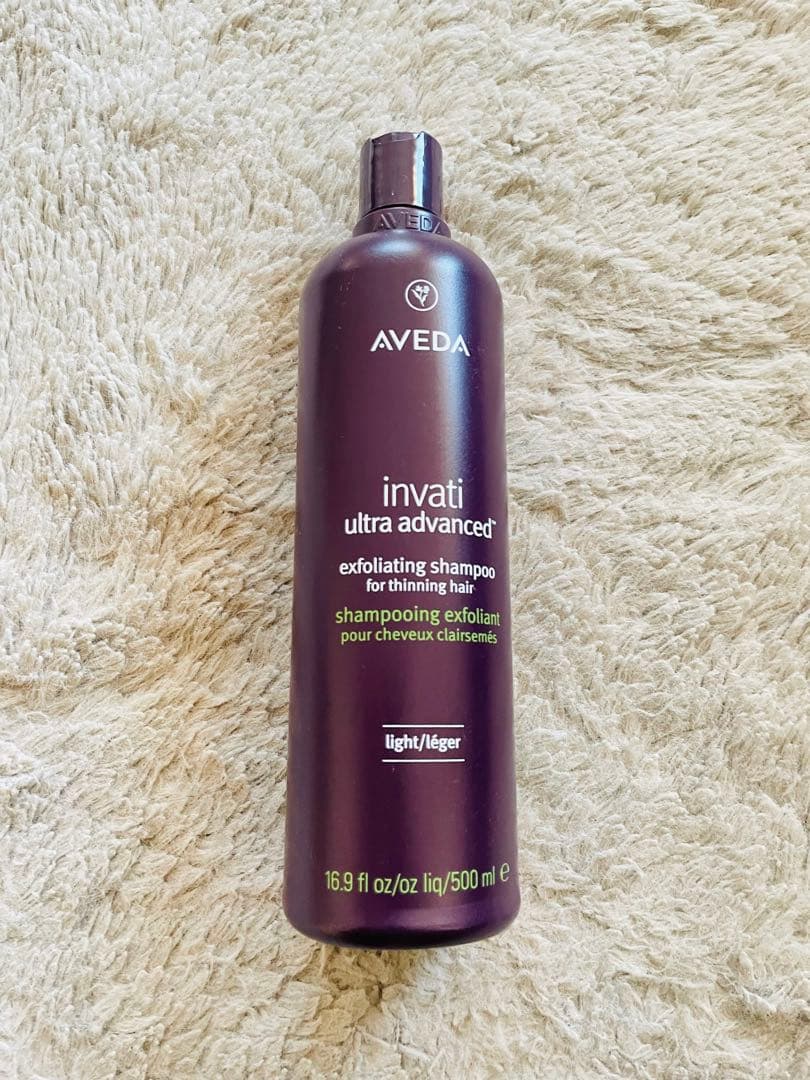 AVEDA
AVEDA
invati
ultra advanced™
exfoliating shampoo
for thinning hair
shampooing exfoliant
pour cheveux clairsemés
light/léger
16.9 fl oz/oz liq/500 ml ℮